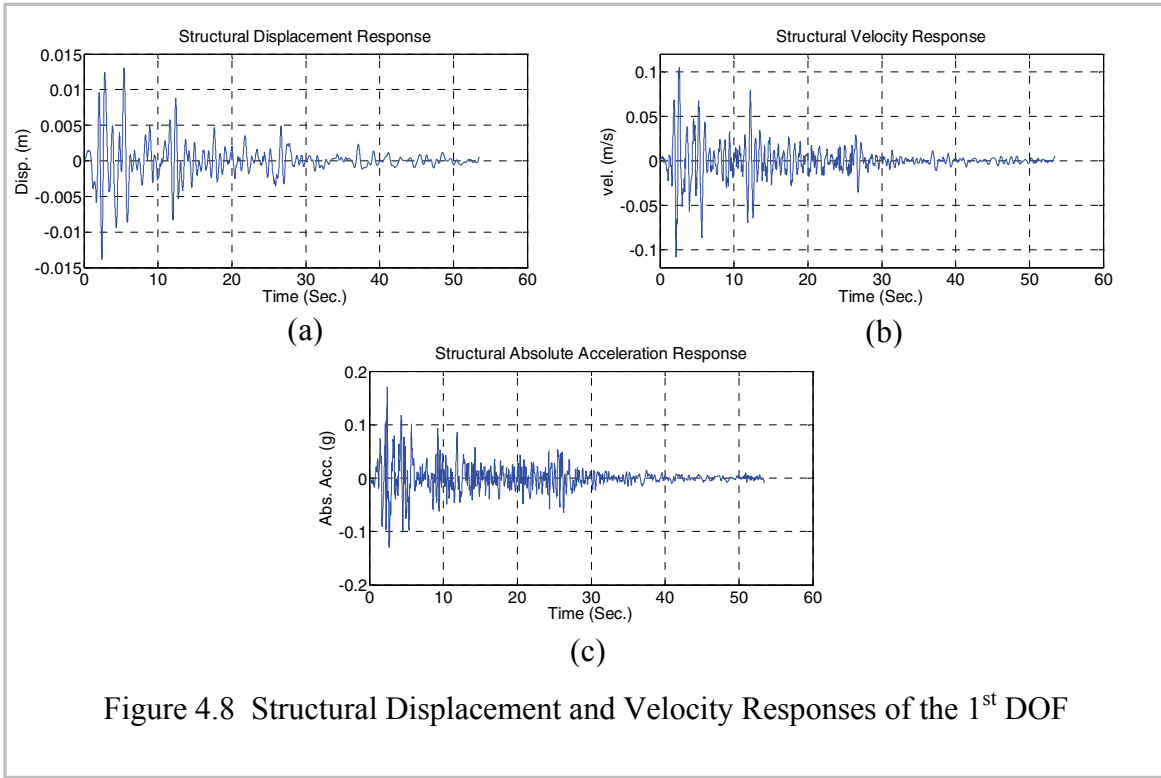 Structural Displacement Response
0.015
0.01
0.005
0
-0.005
-0.01
-0.015
Disp. (m)
0 10 20 30 40 50 60
Time (Sec.)
(a)
Structural Velocity Response
0.1
0.05
0
-0.05
-0.1
vel. (m/s)
0 10 20 30 40 50 60
Time (Sec.)
(b)
Structural Absolute Acceleration Response
0.2
0.1
0
-0.1
-0.2
Abs. Acc. (g)
0 10 20 30 40 50 60
Time (Sec.)
(c)
Figure 4.8 Structural Displacement and Velocity Responses of the 1st DOF